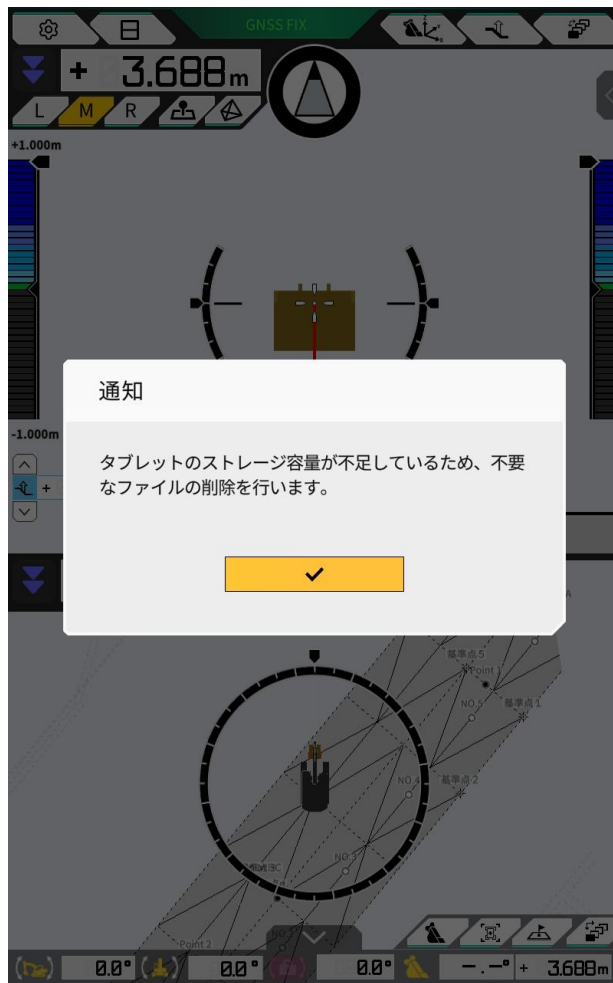 GNSS FIX
+ 3.688m
L M R
+1.000m
-1.000m
+
通知
タブレットのストレージ容量が不足しているため、不要
なファイルの削除を行います。
A
基準点5
Point 1
NO.5
基準点1
NO.4
基準点2
NO.3
Point 2
0.0°
0.0°
0.0°
-.-°
+ 3.688m